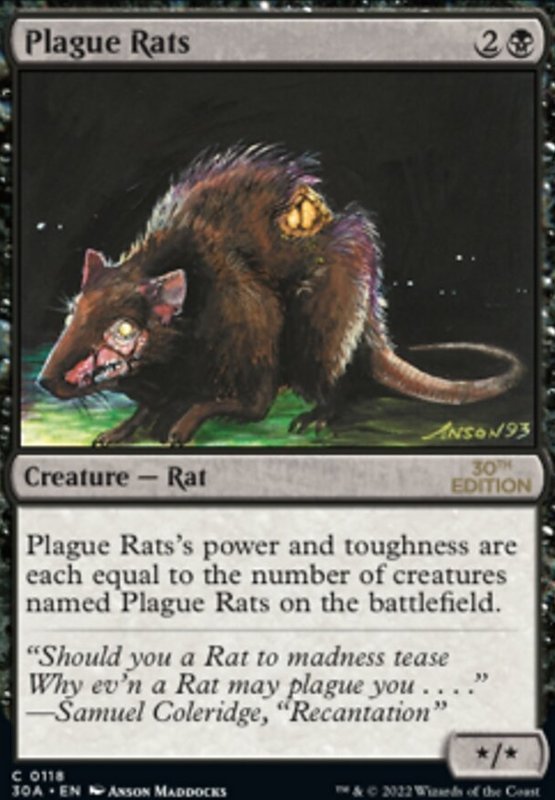 Plague Rats 2
ANSON93
Creature — Rat
30TH
EDITION
Plague Rats's power and toughness are
each equal to the number of creatures
named Plague Rats on the battlefield.
“Should you a Rat to madness tease
Why ev’n a Rat may plague you . . . .”
—Samuel Coleridge, “Recantation”
*/*
C 0118
30A • EN ANSON MADDOCKS
™ & © 2022 Wizards of the Coast